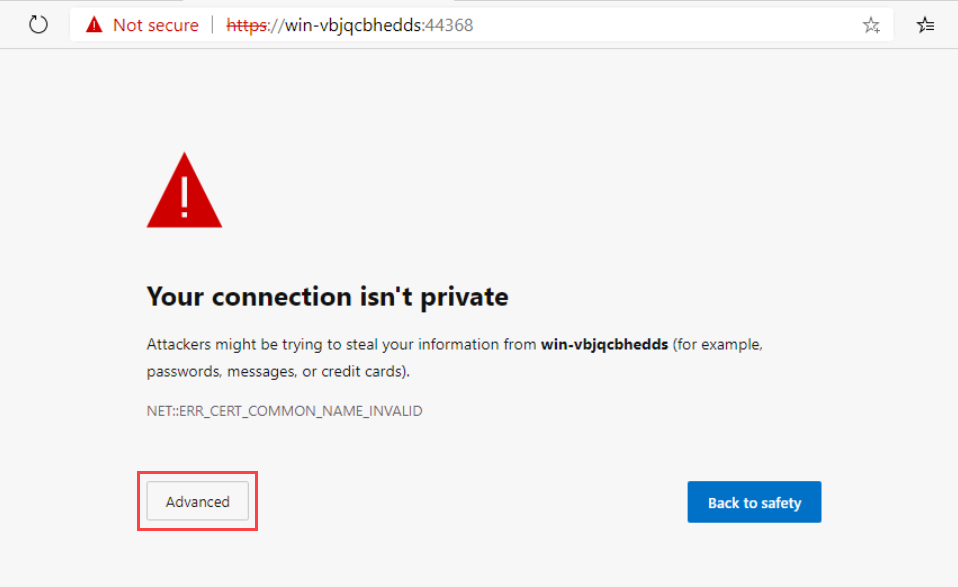 Not secure | https://win-vbjqcbhedds:44368
Your connection isn't private
Attackers might be trying to steal your information from win-vbjqcbhedds (for example,
passwords, messages, or credit cards).
NET::ERR_CERT_COMMON_NAME_INVALID
Advanced
Back to safety